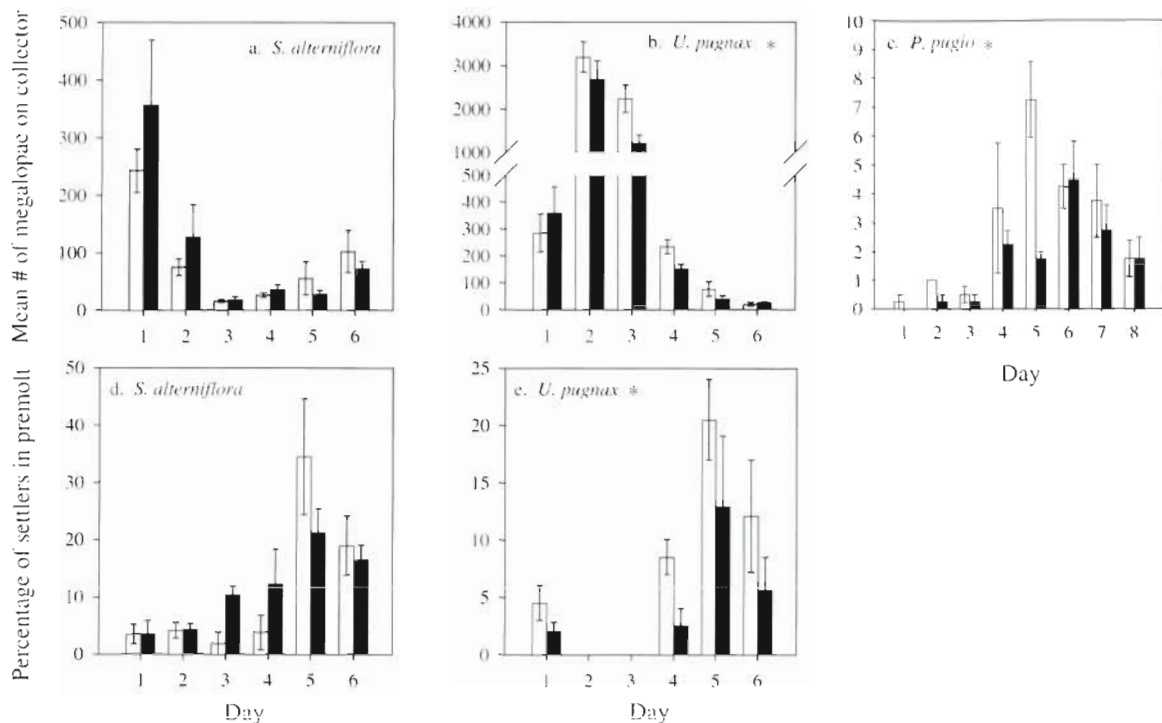 Mean # of megalopae on collector
500
400
300
200
100
0
a. S. alterniflora
1 2 3 4 5 6
4000
3000
2000
1000
500
400
300
200
100
0
b. U. pugnax *
1 2 3 4 5 6
10
9
8
7
6
5
4
3
2
1
0
c. P. pugio *
1 2 3 4 5 6 7 8
Day
Percentage of settlers in premolt
50
40
30
20
10
0
d. S. alterniflora
1 2 3 4 5 6
Day
25
20
15
10
5
0
e. U. pugnax *
1 2 3 4 5 6
Day